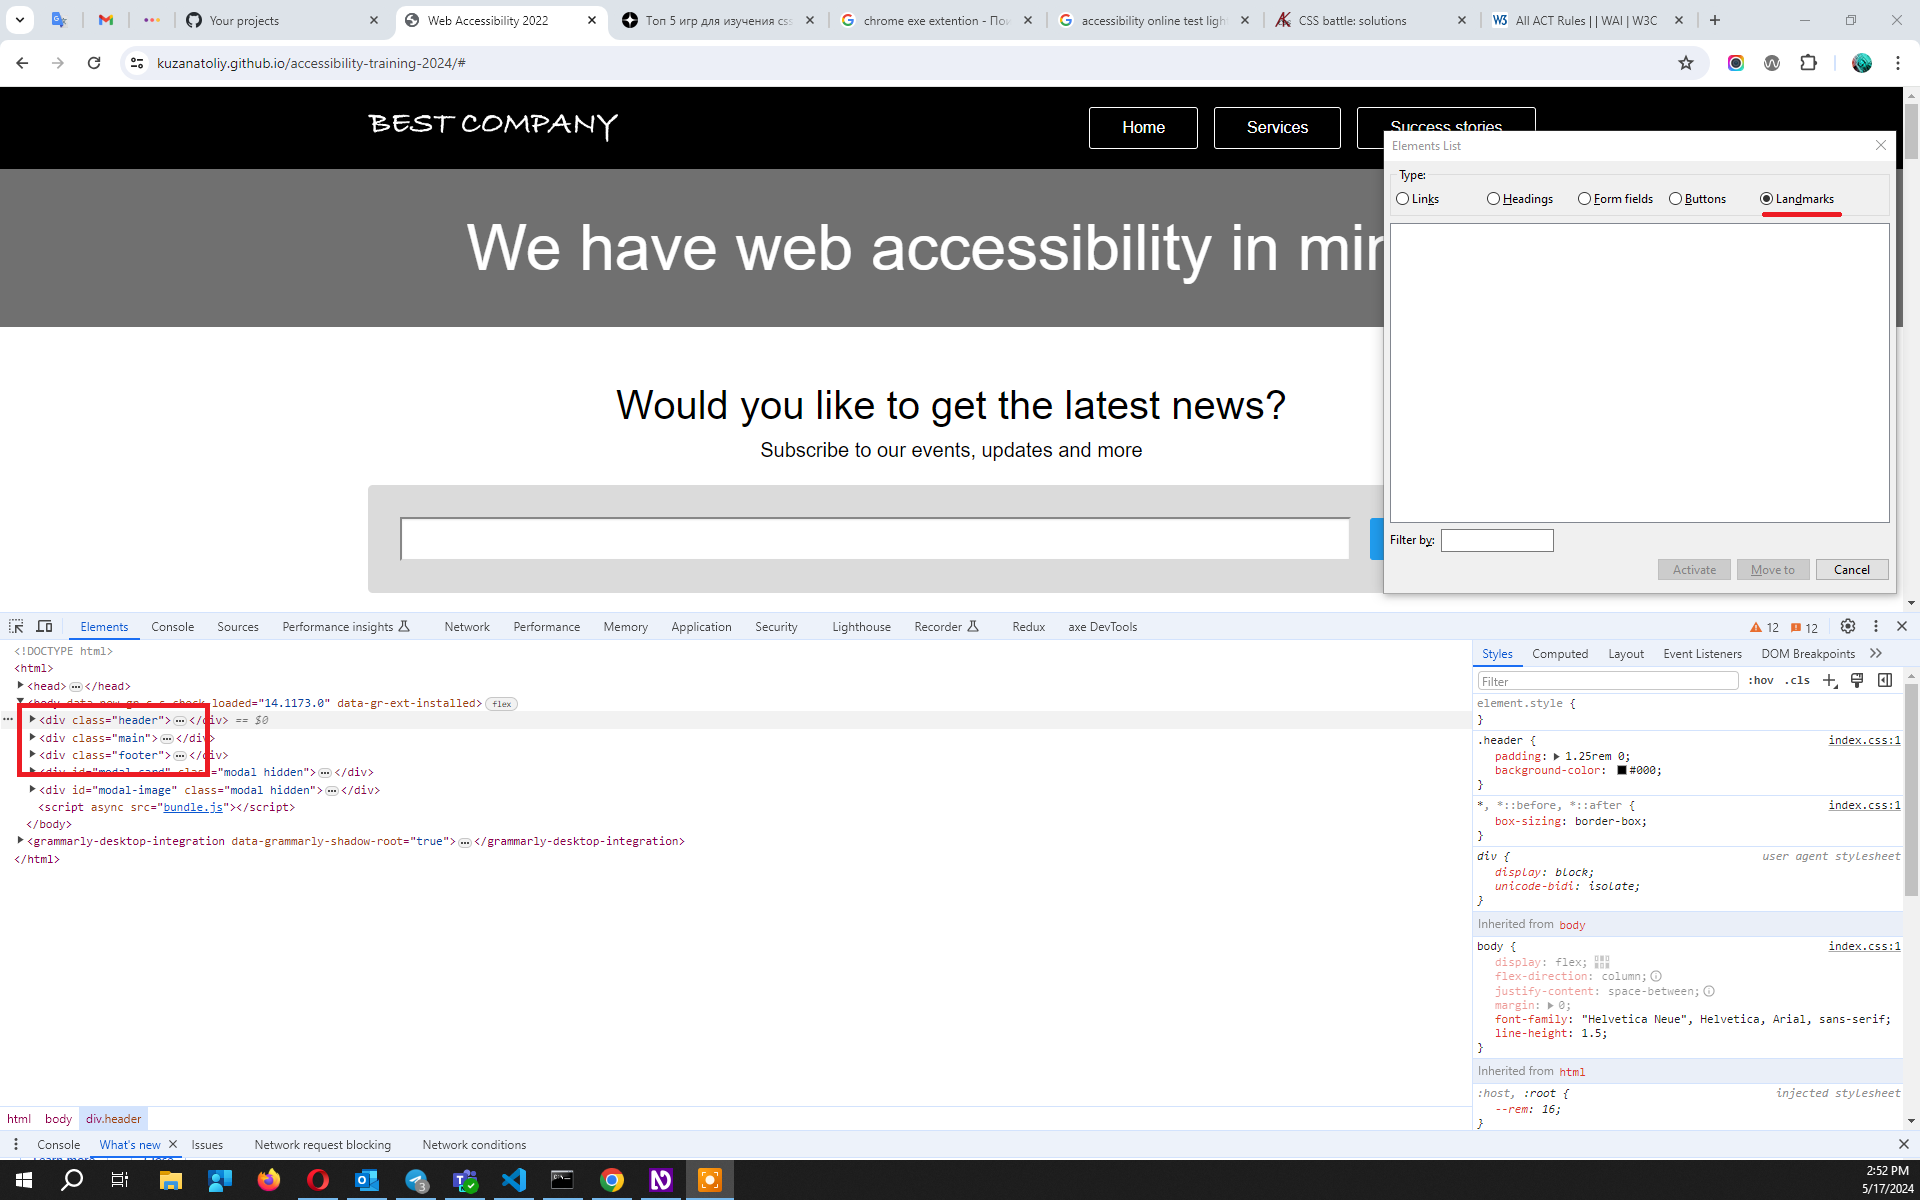 Your projects
Web Accessibility 2022
Топ 5 игр для изучения css
chrome exe extention - Пои
accessibility online test ligh
CSS battle: solutions
W3 All ACT Rules | | WAI | W3C
kuzanatoliy.github.io/accessibility-training-2024/#
BEST COMPANY
Home
Services
Success stories
Elements List
Type:
Links
Headings
Form fields
Buttons
Landmarks
We have web accessibility in min
Would you like to get the latest news?
Subscribe to our events, updates and more
Filter by:
Activate
Move to
Cancel
Elements
Console
Sources
Performance insights
Network
Performance
Memory
Application
Security
Lighthouse
Recorder
Redux
axe DevTools
12
12
<!DOCTYPE html>
<html>
<head> … </head>
<body data-new-gr-c-s-check-loaded="14.1173.0" data-gr-ext-installed> flex
<div class="header"> … </div> == $0
<div class="main"> … </div>
<div class="footer"> … </div>
<div id="modal-card" class="modal hidden"> … </div>
<div id="modal-image" class="modal hidden"> … </div>
<script async src="bundle.js"></script>
</body>
<grammarly-desktop-integration data-grammarly-shadow-root="true"> … </grammarly-desktop-integration>
</html>
html
body
div.header
Styles
Computed
Layout
Event Listeners
DOM Breakpoints
Filter
:hov
.cls
element.style {
}
.header { index.css:1
padding: 1.25rem 0;
background-color: #000;
}
*, *::before, *::after { index.css:1
box-sizing: border-box;
}
div { user agent stylesheet
display: block;
unicode-bidi: isolate;
}
Inherited from body
body { index.css:1
display: flex;
flex-direction: column;
justify-content: space-between;
margin: 0;
font-family: "Helvetica Neue", Helvetica, Arial, sans-serif;
line-height: 1.5;
}
Inherited from html
:host, :root { injected stylesheet
--rem: 16;
}
Console
What's new
Issues
Network request blocking
Network conditions
Learn more
Close
3
2:52 PM
5/17/2024